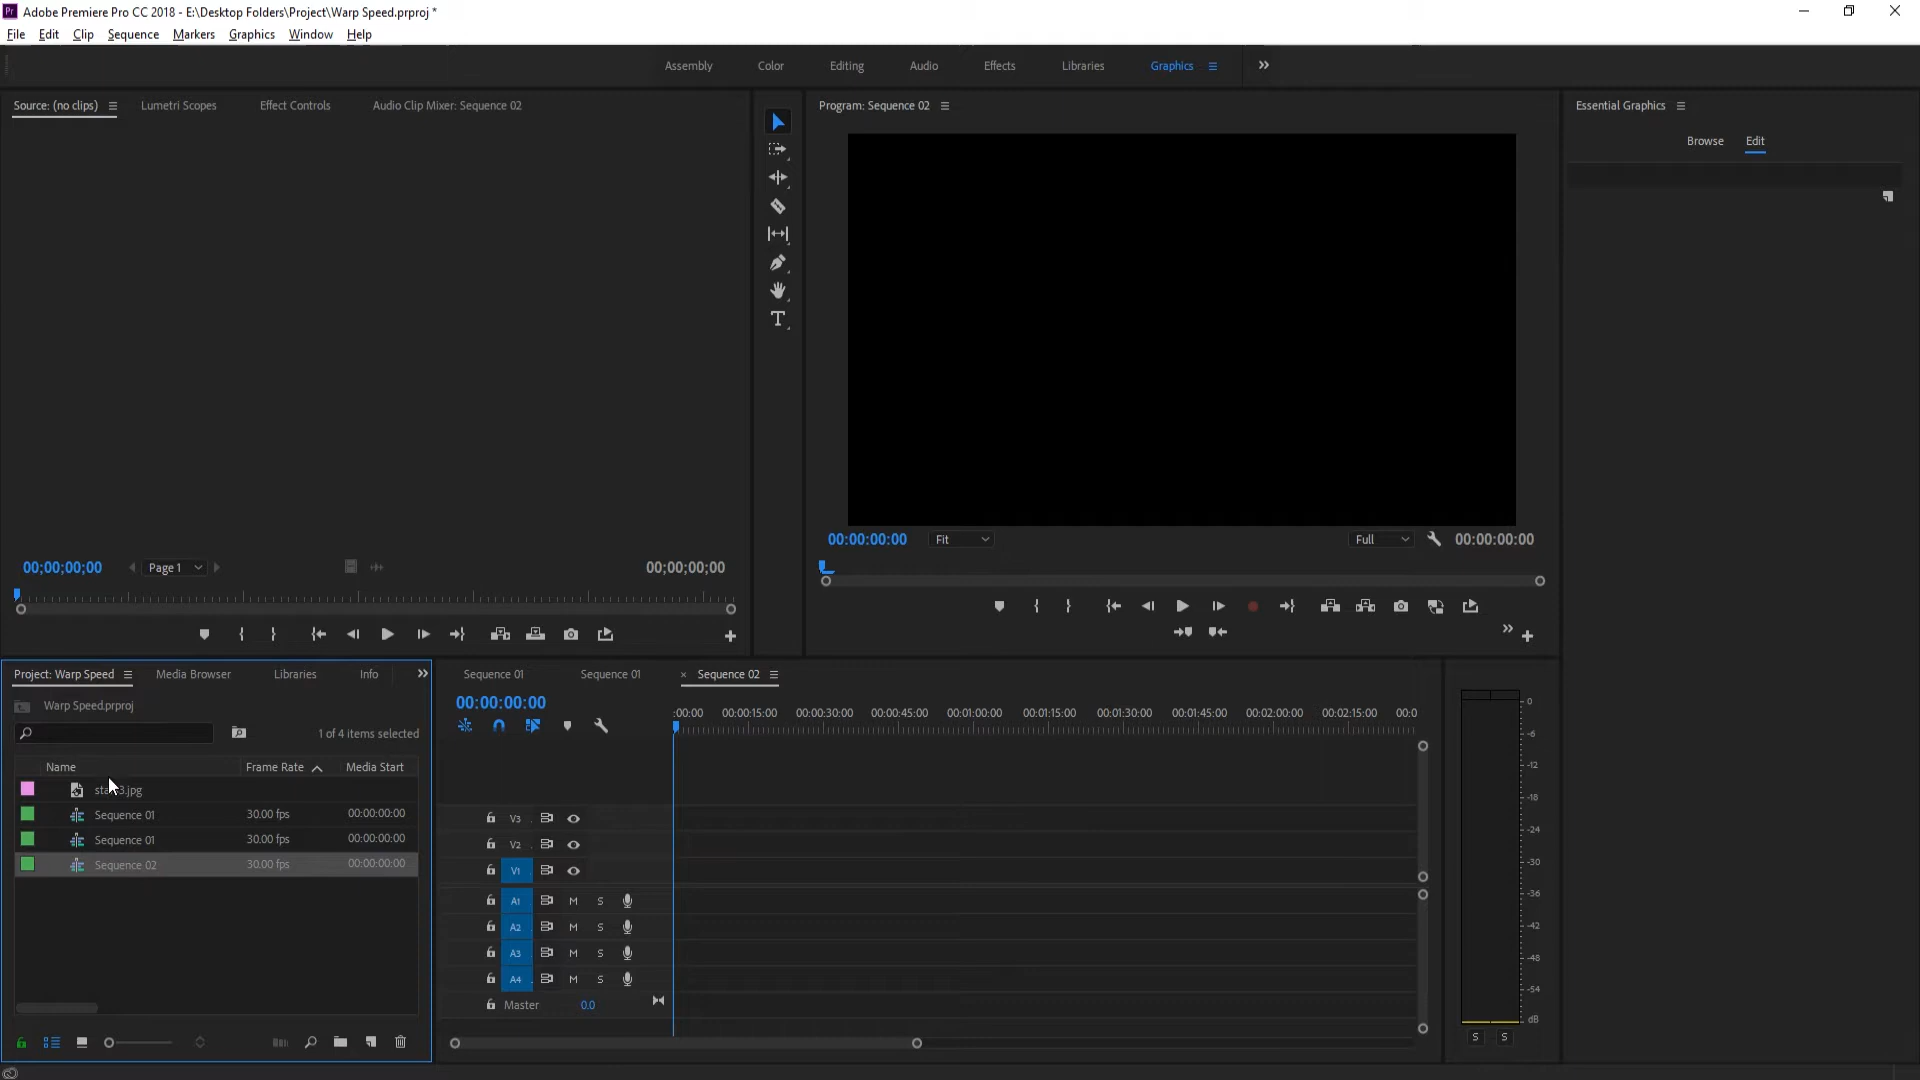 Pr Adobe Premiere Pro CC 2018 - E:\Desktop Folders\Project\Warp Speed.prproj *
File Edit Clip Sequence Markers Graphics Window Help
Assembly Color Editing Audio Effects Libraries Graphics
Source: (no clips) Lumetri Scopes Effect Controls Audio Clip Mixer: Sequence 02
Program: Sequence 02
Essential Graphics
Browse Edit
00:00:00:00 Fit Full 00:00:00:00
00;00;00;00 Page 1 00;00;00;00
Project: Warp Speed Media Browser Libraries Info
Warp Speed.prproj
1 of 4 items selected
Name Frame Rate Media Start
.jpg
Sequence 01 30.00 fps 00:00:00:00
Sequence 01 30.00 fps 00:00:00:00
Sequence 02 30.00 fps 00:00:00:00
Sequence 01 Sequence 01 × Sequence 02
00:00:00:00
:00:00 00:00:15:00 00:00:30:00 00:00:45:00 00:01:00:00 00:01:15:00 00:01:30:00 00:01:45:00 00:02:00:00 00:02:15:00 00:0
V3
V2
V1
A1 M S
A2 M S
A3 M S
A4 M S
Master 0.0
0
-6
-12
-18
-24
-30
-36
-42
-48
-54
dB
S S